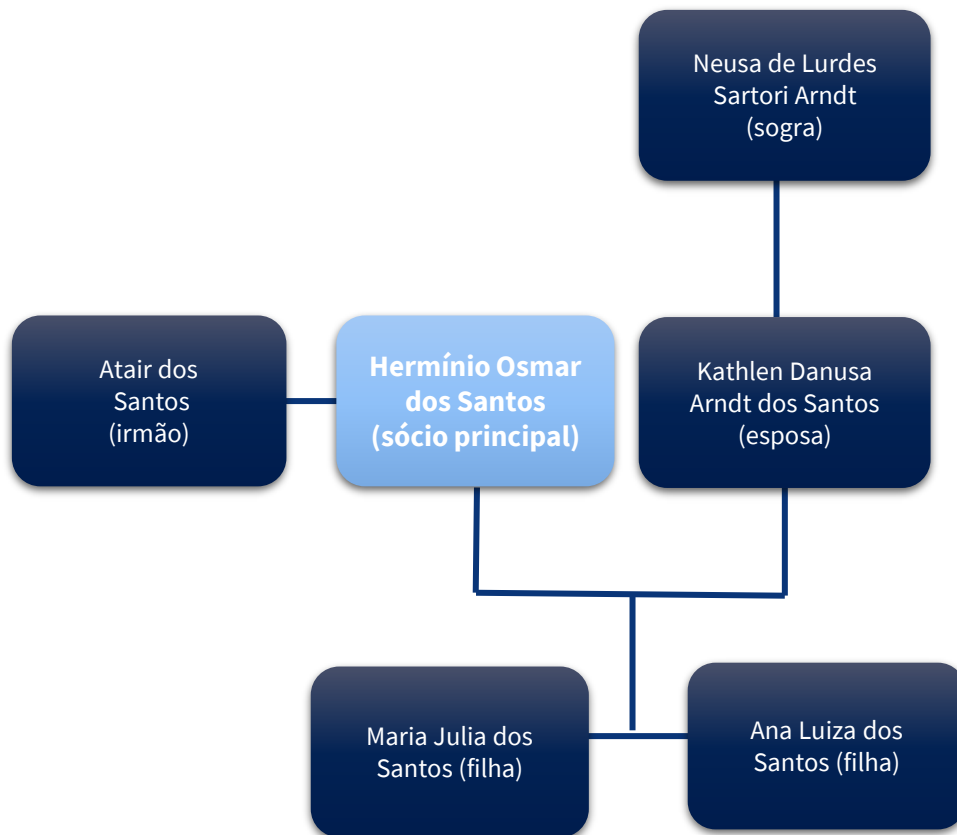 Neusa de Lurdes
Sartori Arndt
(sogra)
Atair dos
Santos
(irmão)
Hermínio Osmar
dos Santos
(sócio principal)
Kathlen Danusa
Arndt dos Santos
(esposa)
Maria Julia dos
Santos (filha)
Ana Luiza dos
Santos (filha)